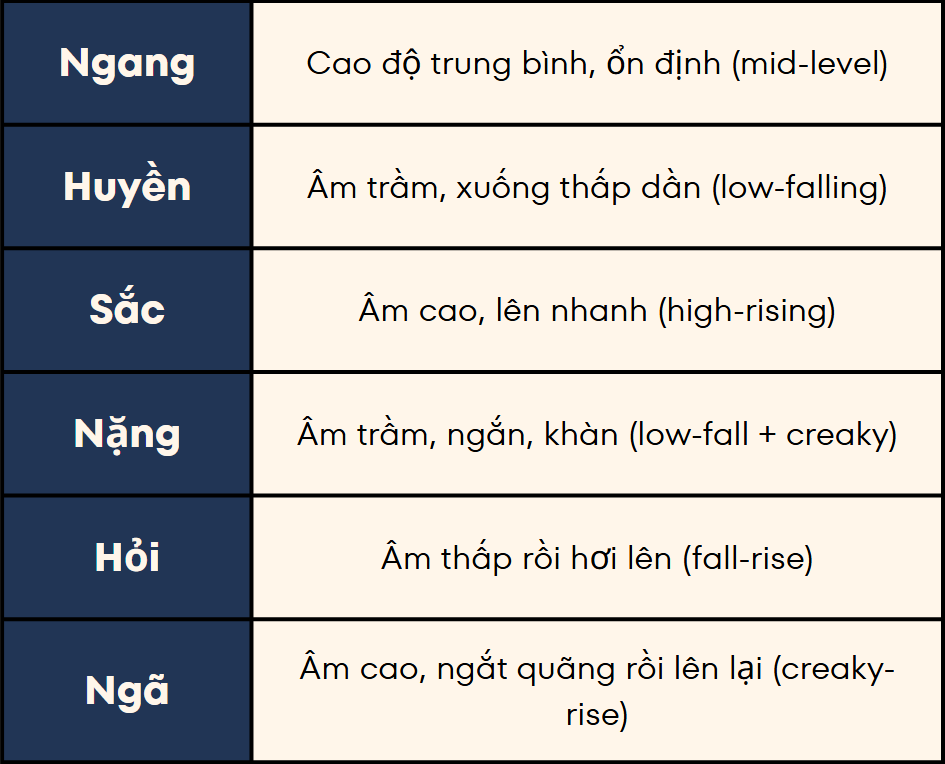 Ngang
Cao độ trung bình, ổn định (mid-level)
Huyền
Âm trầm, xuống thấp dần (low-falling)
Sắc
Âm cao, lên nhanh (high-rising)
Nặng
Âm trầm, ngắn, khàn (low-fall + creaky)
Hỏi
Âm thấp rồi hơi lên (fall-rise)
Ngã
Âm cao, ngắt quãng rồi lên lại (creaky-
rise)